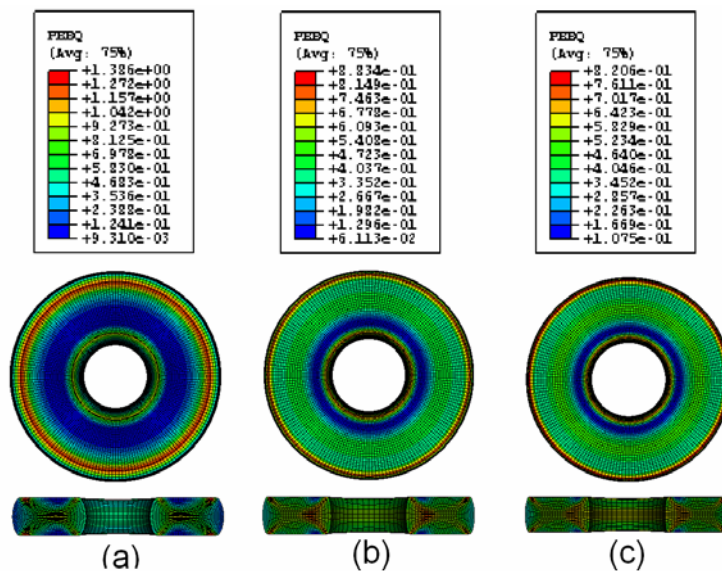 PEEQ
(Avg: 75%)
+1.386e+00
+1.272e+00
+1.157e+00
+1.042e+00
+9.273e-01
+8.125e-01
+6.978e-01
+5.830e-01
+4.683e-01
+3.536e-01
+2.388e-01
+1.241e-01
+9.310e-03
PEEQ
(Avg: 75%)
+8.834e-01
+8.149e-01
+7.463e-01
+6.778e-01
+6.093e-01
+5.408e-01
+4.723e-01
+4.037e-01
+3.352e-01
+2.667e-01
+1.982e-01
+1.296e-01
+6.113e-02
PEEQ
(Avg: 75%)
+8.206e-01
+7.611e-01
+7.017e-01
+6.423e-01
+5.829e-01
+5.234e-01
+4.640e-01
+4.046e-01
+3.452e-01
+2.857e-01
+2.263e-01
+1.669e-01
+1.075e-01
(a)
(b)
(c)